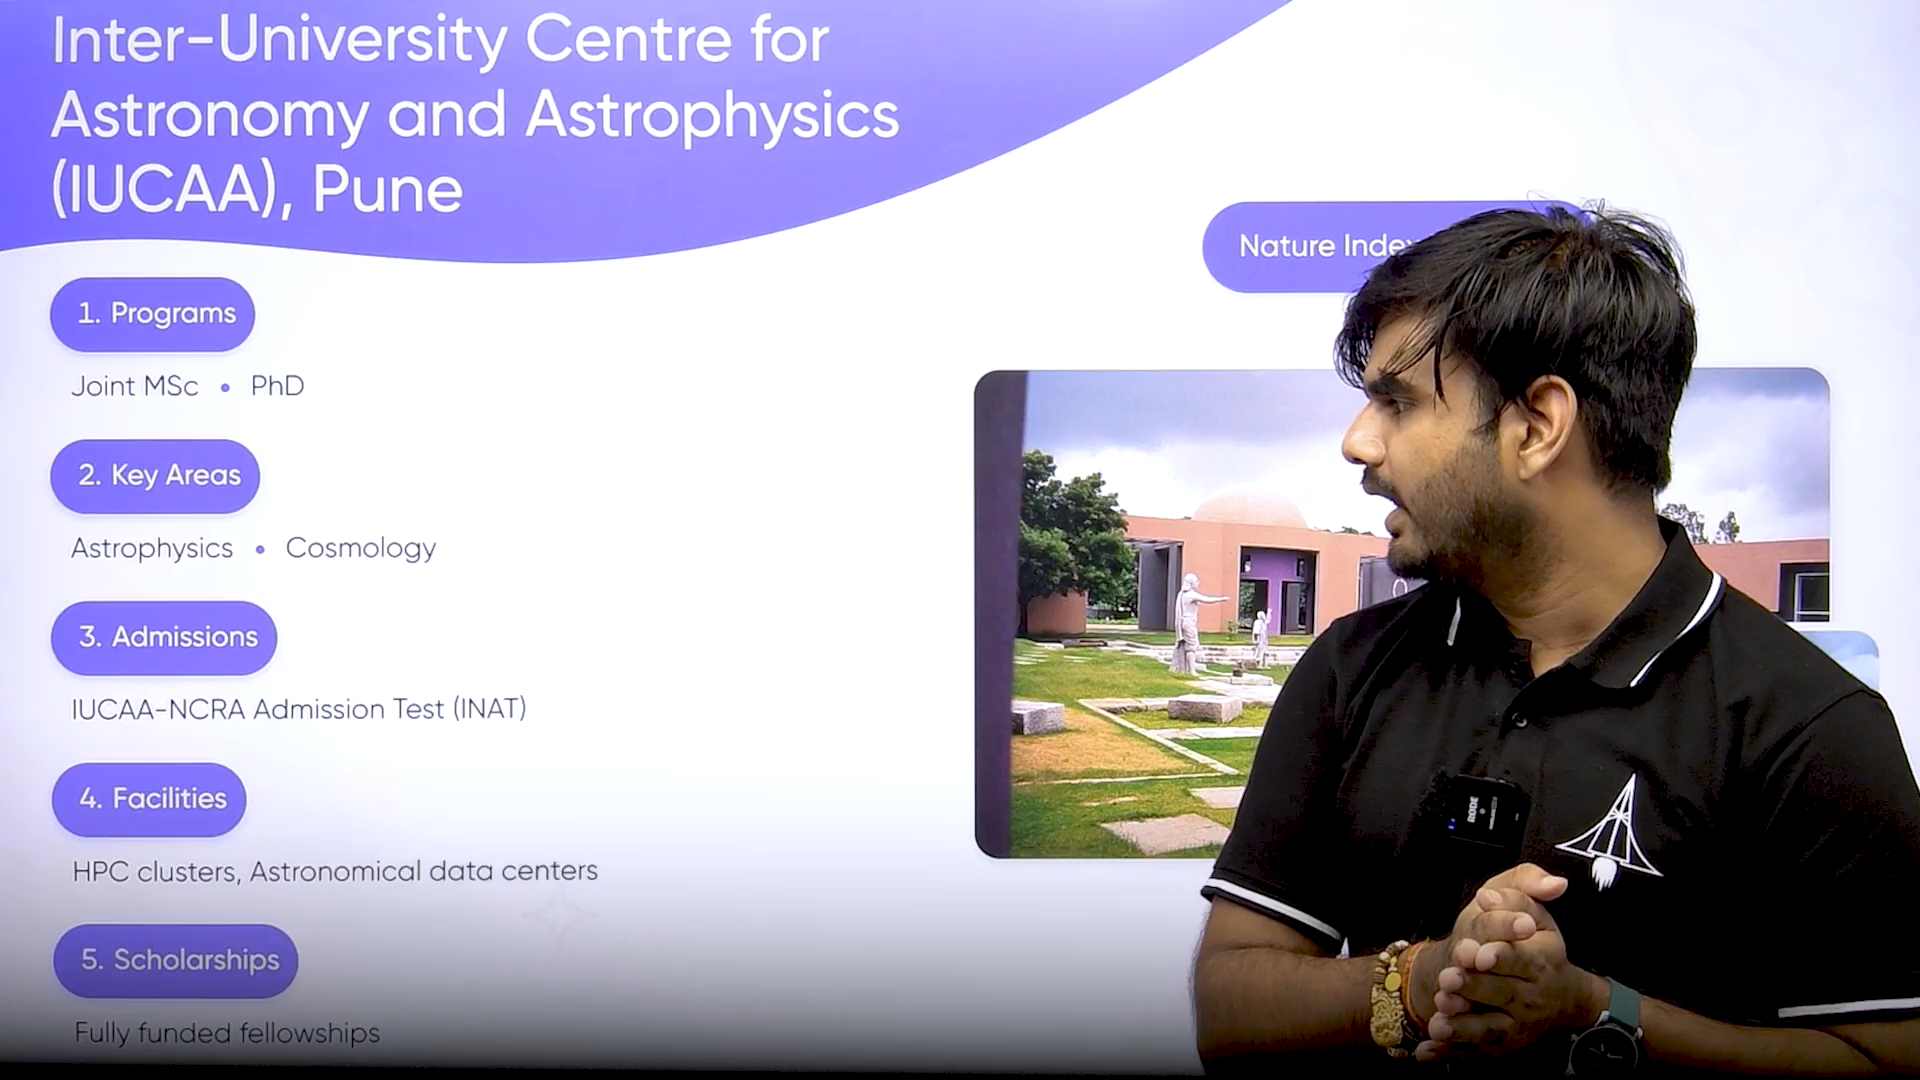 Inter-University Centre for
Astronomy and Astrophysics
(IUCAA), Pune
Nature Index
1. Programs
Joint MSc • PhD
2. Key Areas
Astrophysics • Cosmology
3. Admissions
IUCAA-NCRA Admission Test (INAT)
4. Facilities
HPC clusters, Astronomical data centers
5. Scholarships
Fully funded fellowships
RODE